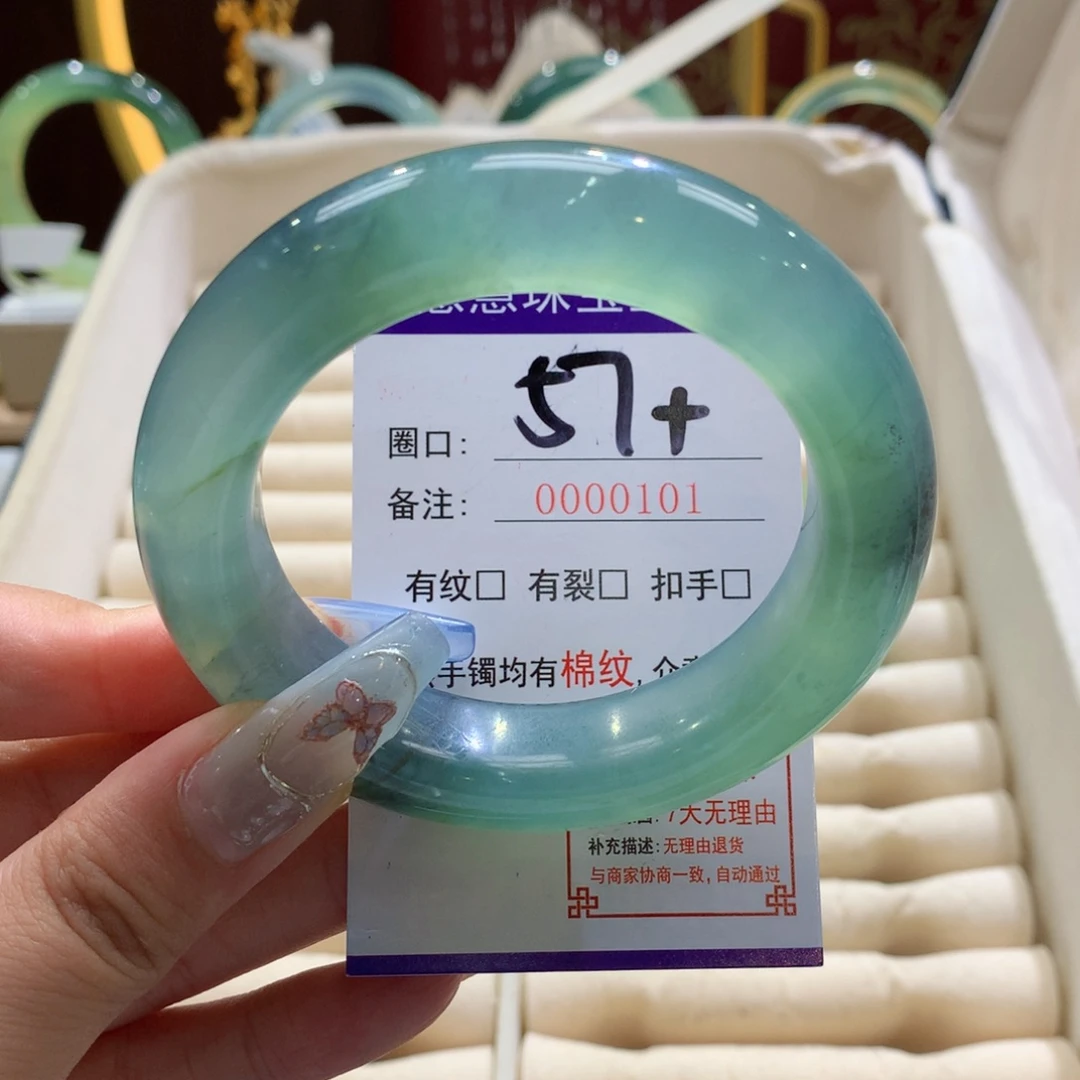 珠宝
57+
圈口:
备注: 0000101
有纹□ 有裂□ 扣手□
手镯均有棉纹,
7天无理由
补充描述:无理由退货
与商家协商一致,自动通过